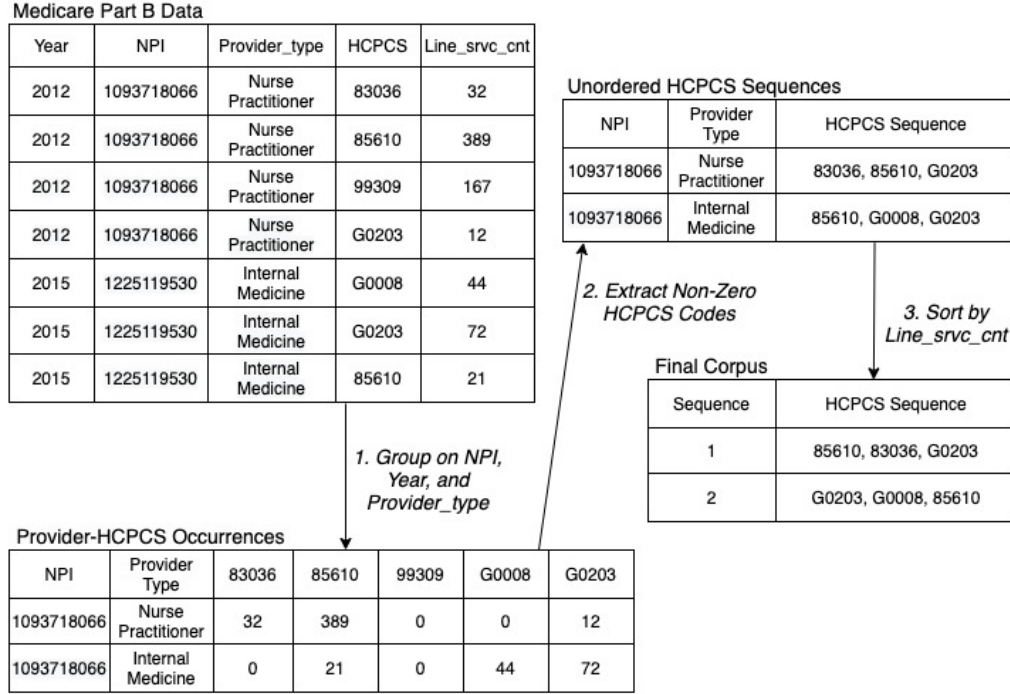 Medicare Part B Data
Year NPI Provider_type HCPCS Line_srvc_cnt
2012 1093718066 Nurse Practitioner 83036 32
2012 1093718066 Nurse Practitioner 85610 389
2012 1093718066 Nurse Practitioner 99309 167
2012 1093718066 Nurse Practitioner G0203 12
2015 1225119530 Internal Medicine G0008 44
2015 1225119530 Internal Medicine G0203 72
2015 1225119530 Internal Medicine 85610 21
1. Group on NPI,
Year, and
Provider_type
Provider-HCPCS Occurrences
NPI Provider Type 83036 85610 99309 G0008 G0203
1093718066 Nurse Practitioner 32 389 0 0 12
1093718066 Internal Medicine 0 21 0 44 72
2. Extract Non-Zero
HCPCS Codes
Unordered HCPCS Sequences
NPI Provider Type HCPCS Sequence
1093718066 Nurse Practitioner 83036, 85610, G0203
1093718066 Internal Medicine 85610, G0008, G0203
3. Sort by
Line_srvc_cnt
Final Corpus
Sequence HCPCS Sequence
1 85610, 83036, G0203
2 G0203, G0008, 85610